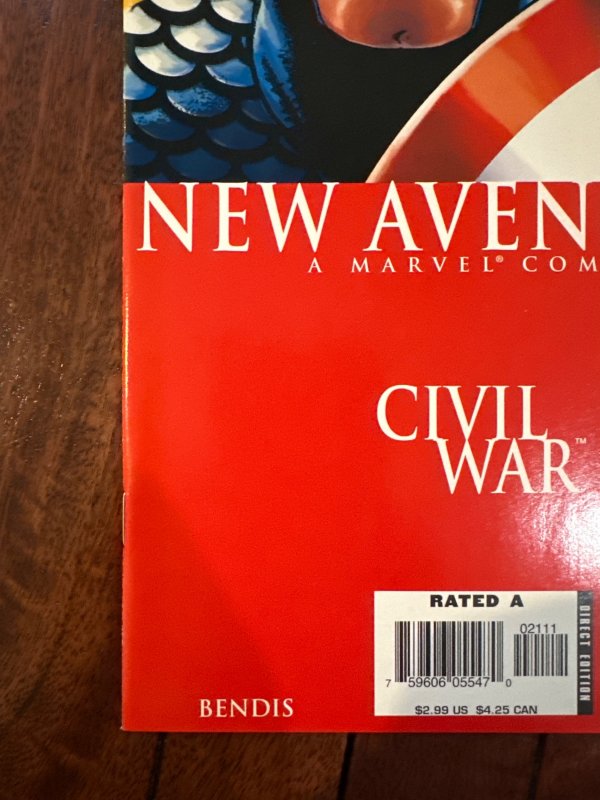 NEW AVEN
A MARVEL® COM
CIVIL
WAR™
RATED A
02111
DIRECT EDITION
7 59606 05547 0
$2.99 US $4.25 CAN
BENDIS